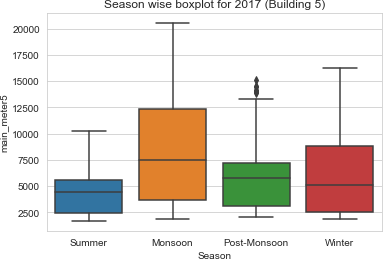 Season wise boxplot for 2017 (Building 5)
20000
17500
15000
12500
10000
7500
5000
2500
main_meter5
Summer Monsoon Post-Monsoon Winter
Season